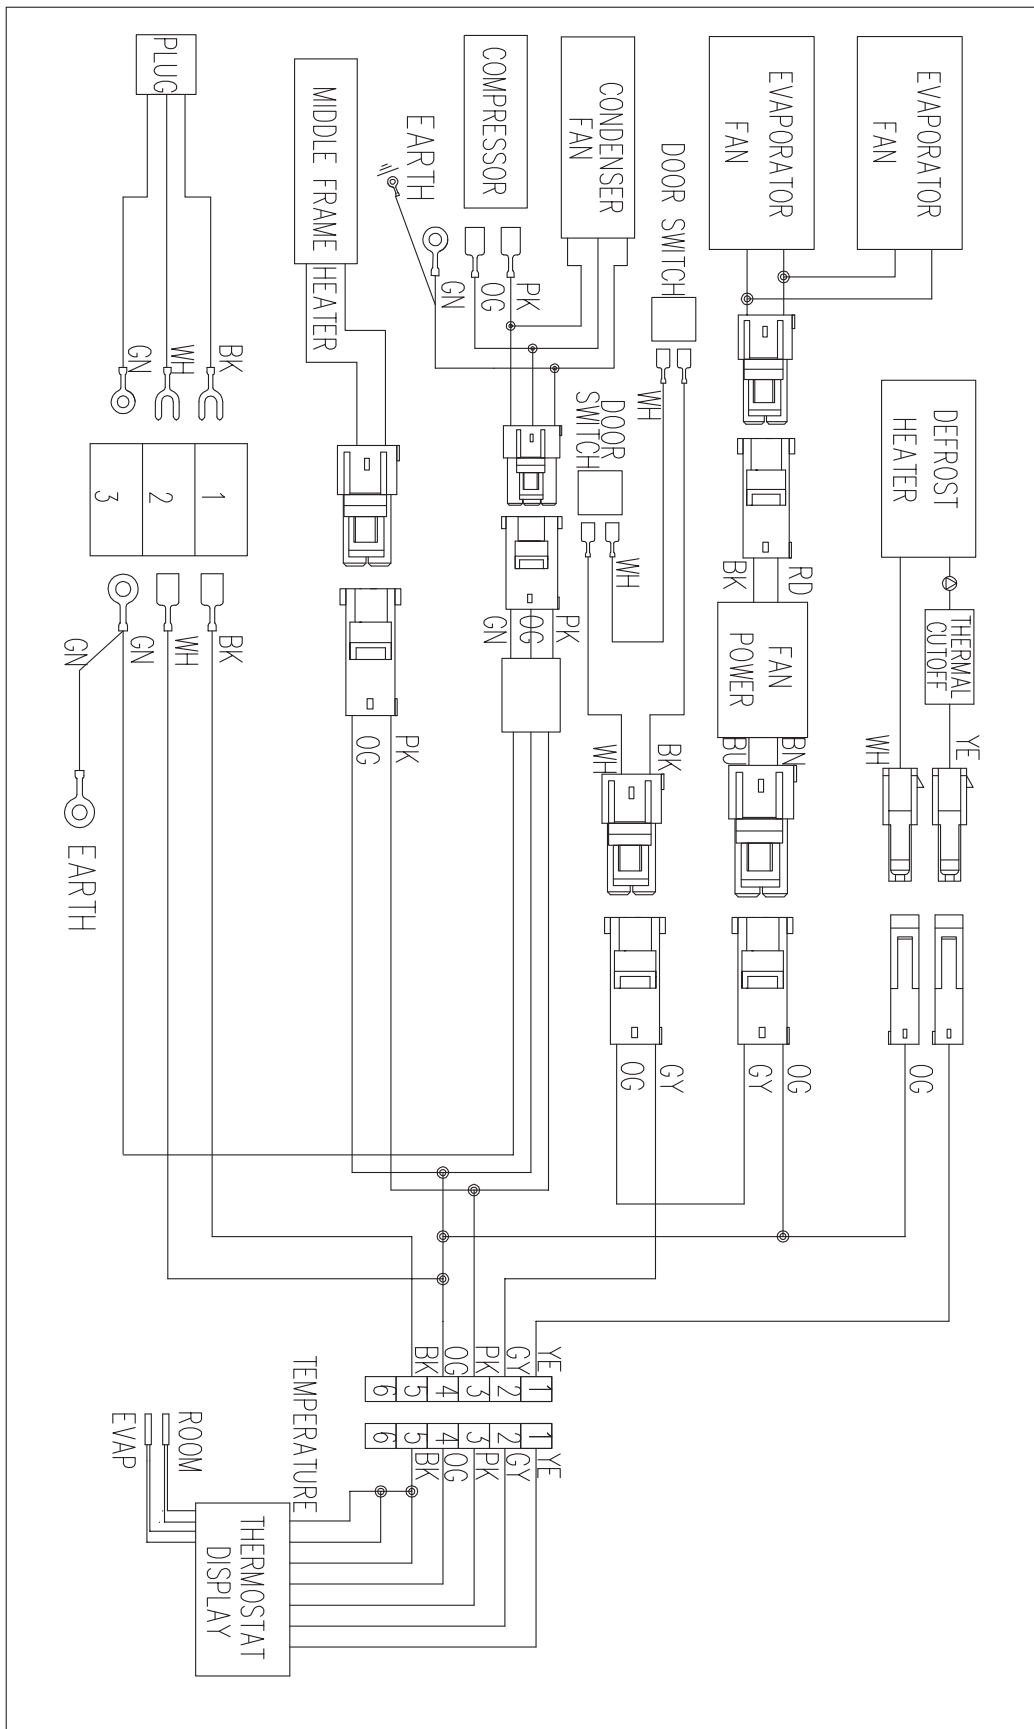 PLUG
GN
WH
BK
3
2
1
GN
GN
WH
BK
EARTH
MIDDLE FRAME HEATER
OG
PK
EARTH
COMPRESSOR
GN
OG
PK
CONDENSER
FAN
GN
OG
PK
DOOR SWITCH
WH
DOOR
SWITCH
WH
WH
BK
OG
GY
EVAPORATOR
FAN
EVAPORATOR
FAN
BK
RD
FAN
POWER
BU
BN
GY
OG
DEFROST
HEATER
THERMAL
CUTOFF
WH
YE
OG
BK
OG
PK
GY
YE
6
5
4
3
2
1
6
5
4
3
2
1
BK
OG
PK
GY
YE
TEMPERATURE
ROOM
EVAP
THERMOSTAT
DISPLAY